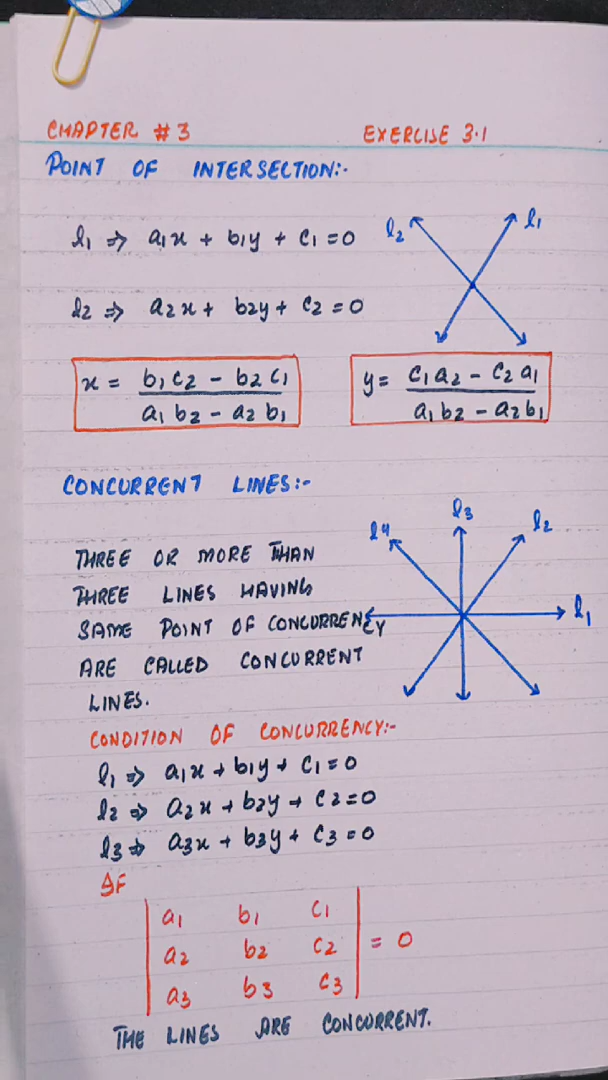 CHAPTER #3 EXERCISE 3.1
POINT OF INTERSECTION:-
l₁ ⇒ a₁x + b₁y + c₁ = 0
l₂ l₁
l₂ ⇒ a₂x + b₂y + c₂ = 0
x = (b₁c₂ - b₂c₁) / (a₁b₂ - a₂b₁) y = (c₁a₂ - c₂a₁) / (a₁b₂ - a₂b₁)
CONCURRENT LINES:-
l₄ l₃ l₂
l₁
THREE OR MORE THAN
THREE LINES HAVING
SAME POINT OF CONCURRENCY
ARE CALLED CONCURRENT
LINES.
CONDITION OF CONCURRENCY:-
l₁ ⇒ a₁x + b₁y + c₁ = 0
l₂ ⇒ a₂x + b₂y + c₂ = 0
l₃ ⇒ a₃x + b₃y + c₃ = 0
IF
| a₁ b₁ c₁ |
| a₂ b₂ c₂ | = 0
| a₃ b₃ c₃ |
THE LINES ARE CONCURRENT.